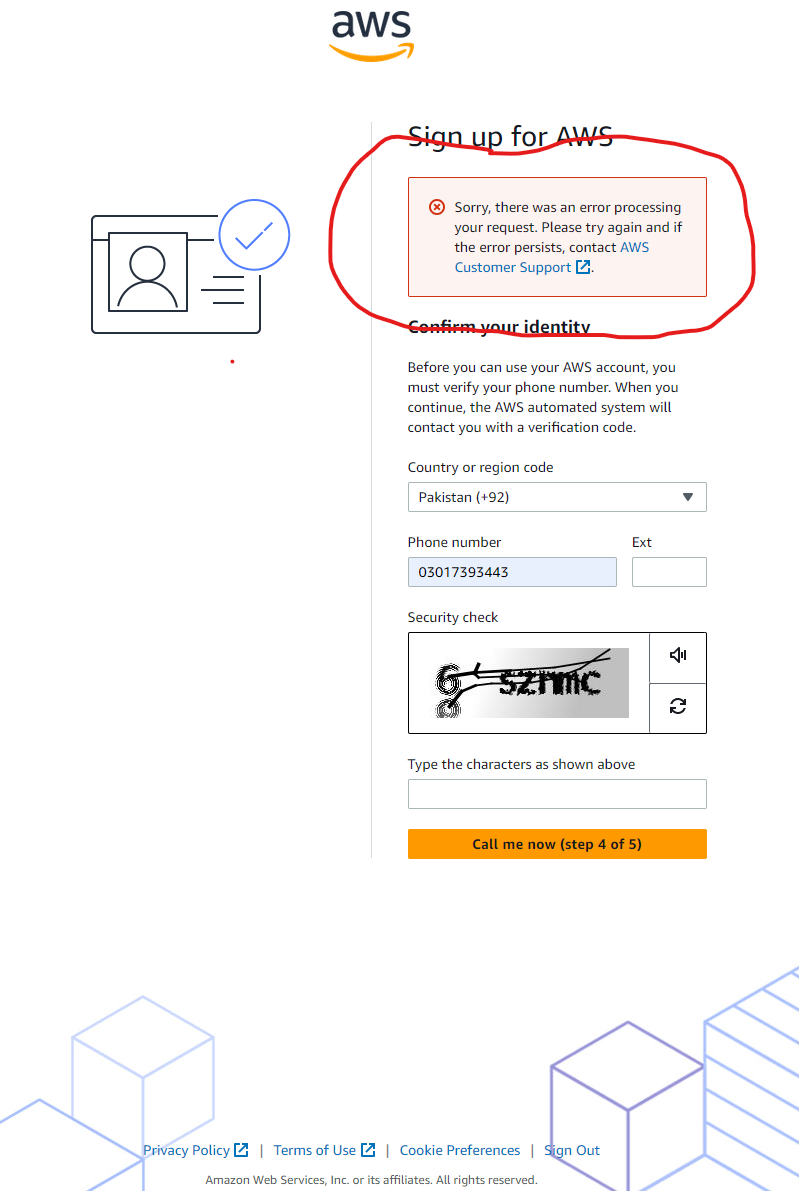 aws
Sign up for AWS
Sorry, there was an error processing
your request. Please try again and if
the error persists, contact AWS
Customer Support.
Confirm your identity
Before you can use your AWS account, you
must verify your phone number. When you
continue, the AWS automated system will
contact you with a verification code.
Country or region code
Pakistan (+92)
Phone number Ext
03017393443
Security check
Type the characters as shown above
Call me now (step 4 of 5)
Privacy Policy | Terms of Use | Cookie Preferences | Sign Out
Amazon Web Services, Inc. or its affiliates. All rights reserved.